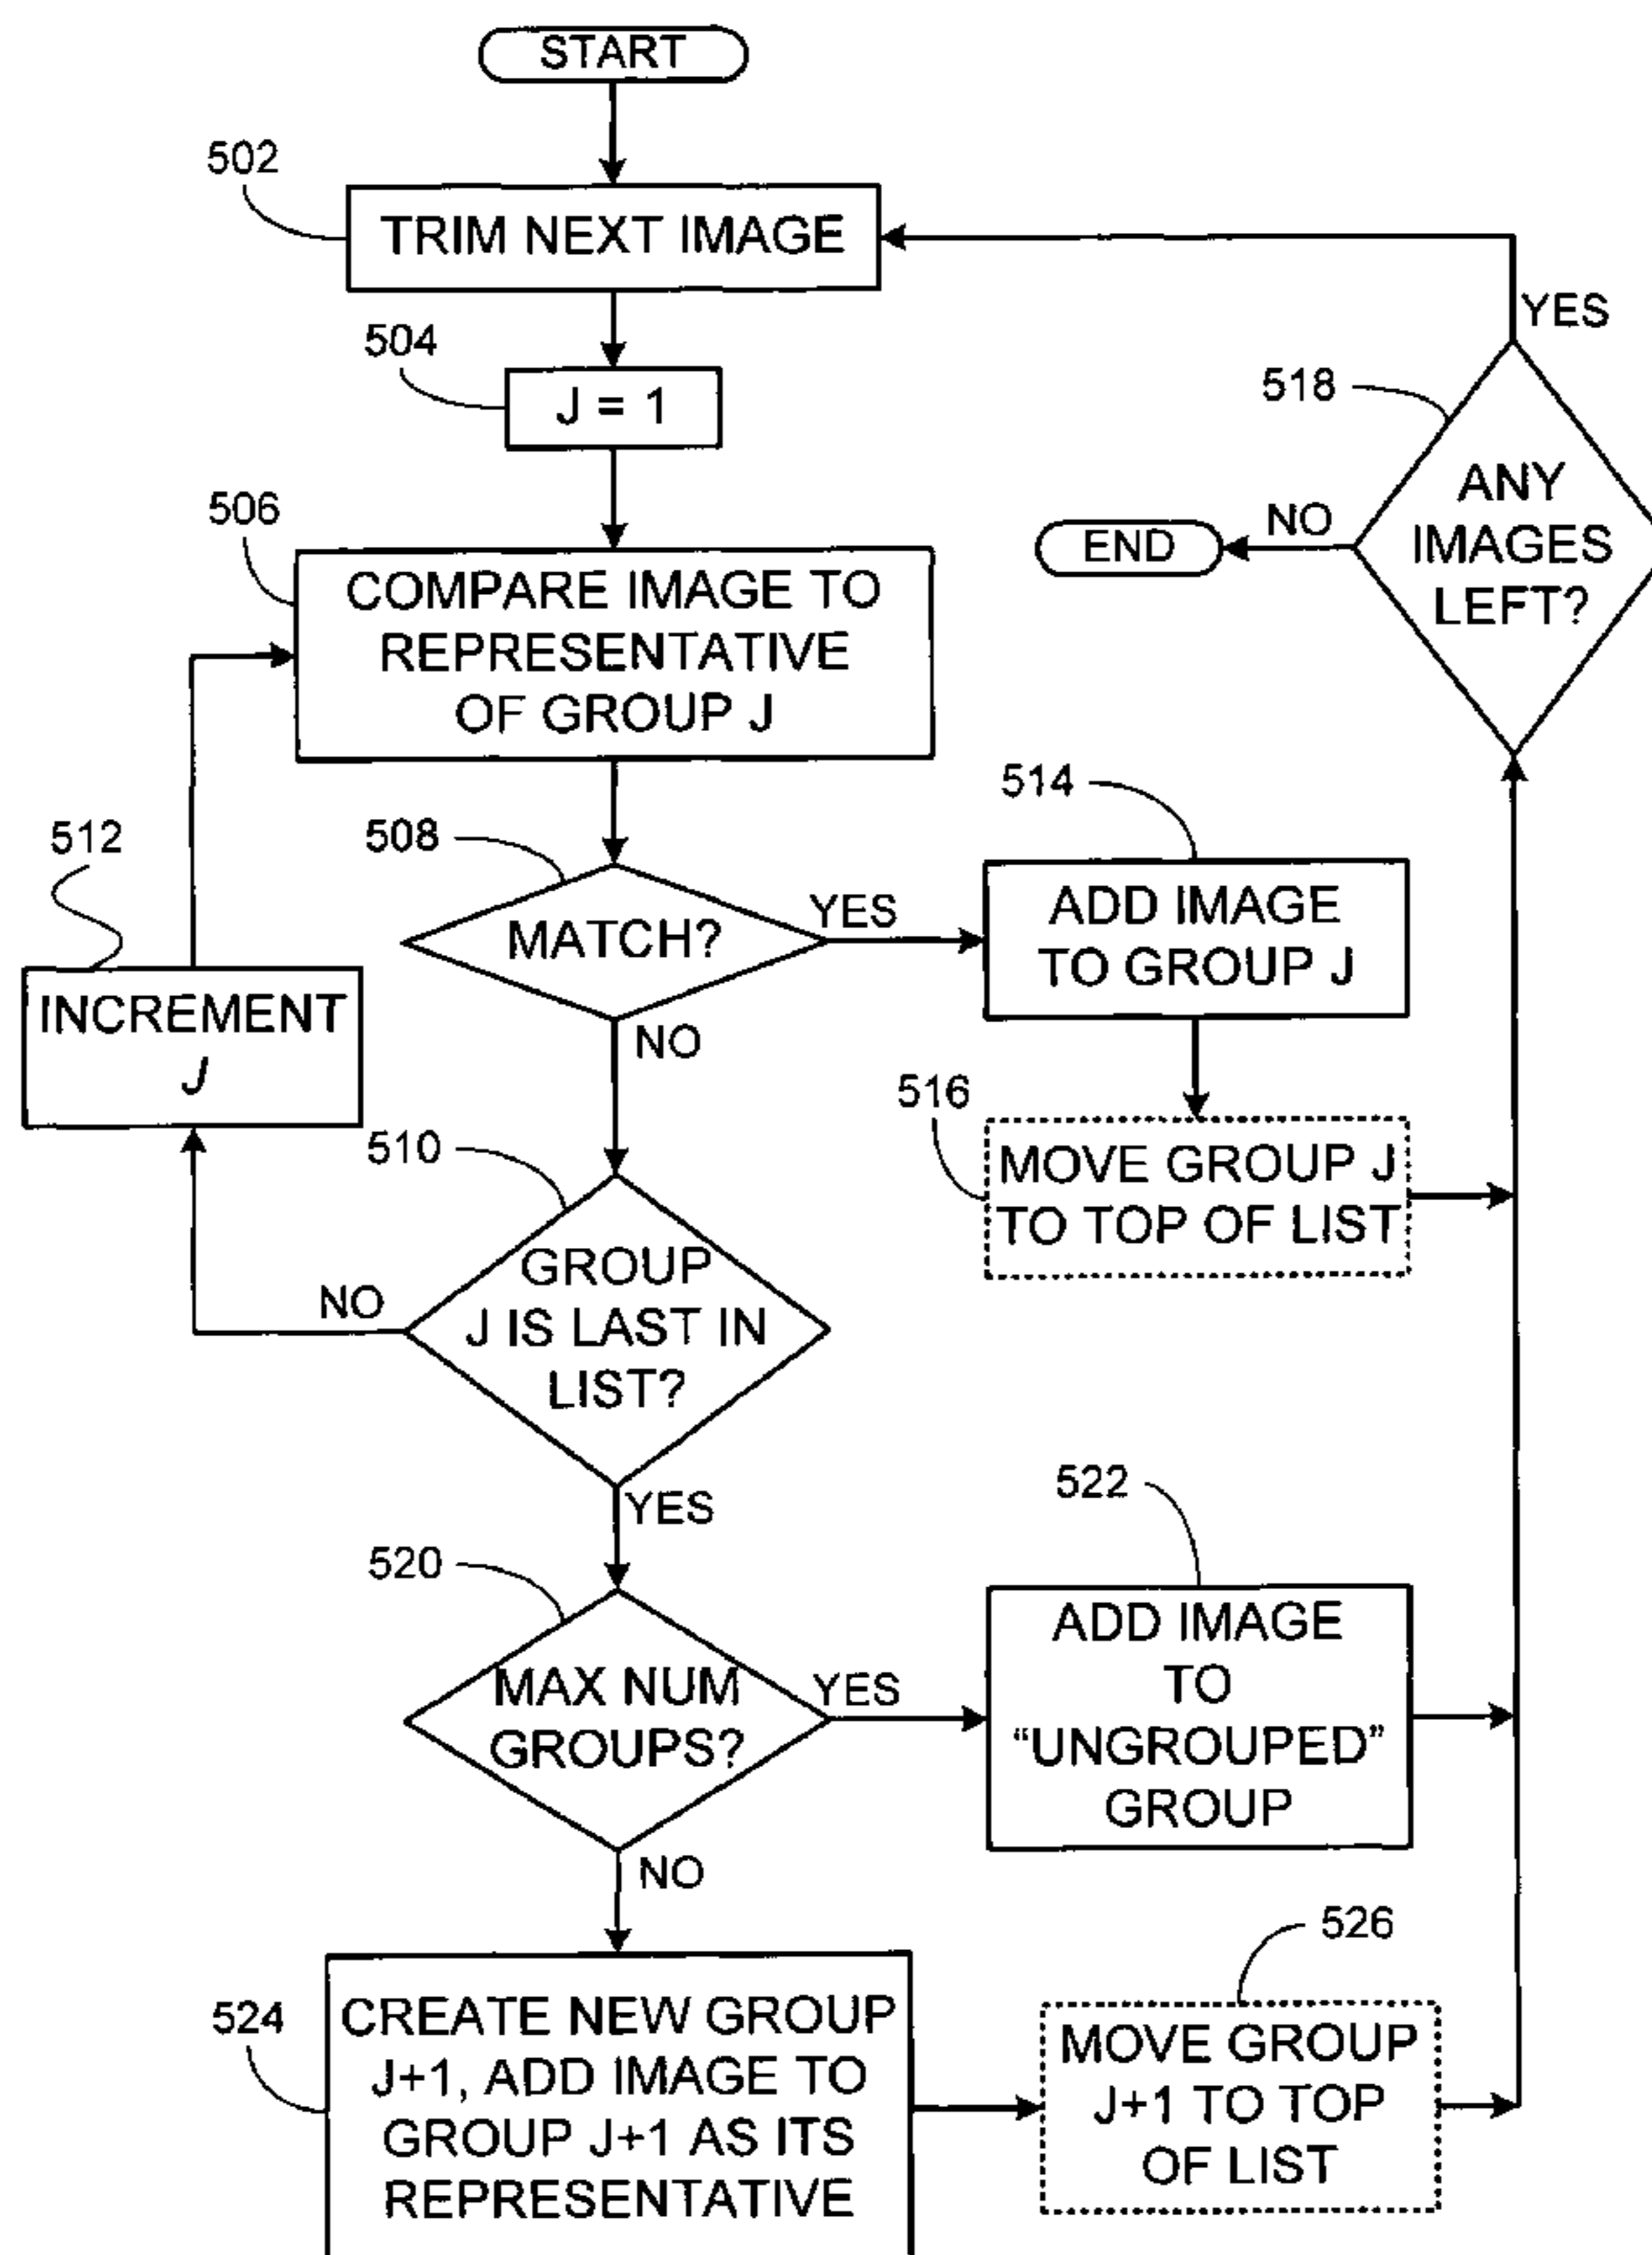 START
502
TRIM NEXT IMAGE
504
J = 1
YES
518
ANY
IMAGES
LEFT?
NO
END
506
COMPARE IMAGE TO
REPRESENTATIVE
OF GROUP J
508
MATCH?
YES
NO
514
ADD IMAGE
TO GROUP J
512
INCREMENT
J
516
MOVE GROUP J
TO TOP OF LIST
510
GROUP
J IS LAST IN
LIST?
NO
YES
520
MAX NUM
GROUPS?
YES
NO
522
ADD IMAGE
TO
“UNGROUPED”
GROUP
524
CREATE NEW GROUP
J+1, ADD IMAGE TO
GROUP J+1 AS ITS
REPRESENTATIVE
526
MOVE GROUP
J+1 TO TOP
OF LIST